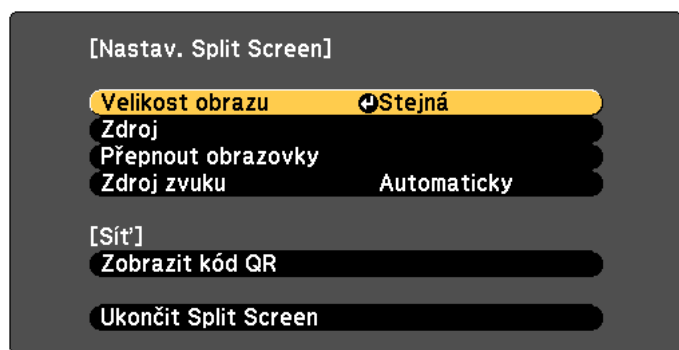 [Nastav. Split Screen]
Velikost obrazu Stejná
Zdroj
Přepnout obrazovky
Zdroj zvuku Automaticky
[Síť]
Zobrazit kód QR
Ukončit Split Screen